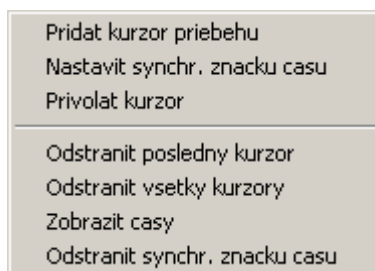 Pridat kurzor priebehu
Nastavit synchr. znacku casu
Privolat kurzor
Odstranit posledny kurzor
Odstranit vsetky kurzory
Zobrazit casy
Odstranit synchr. znacku casu